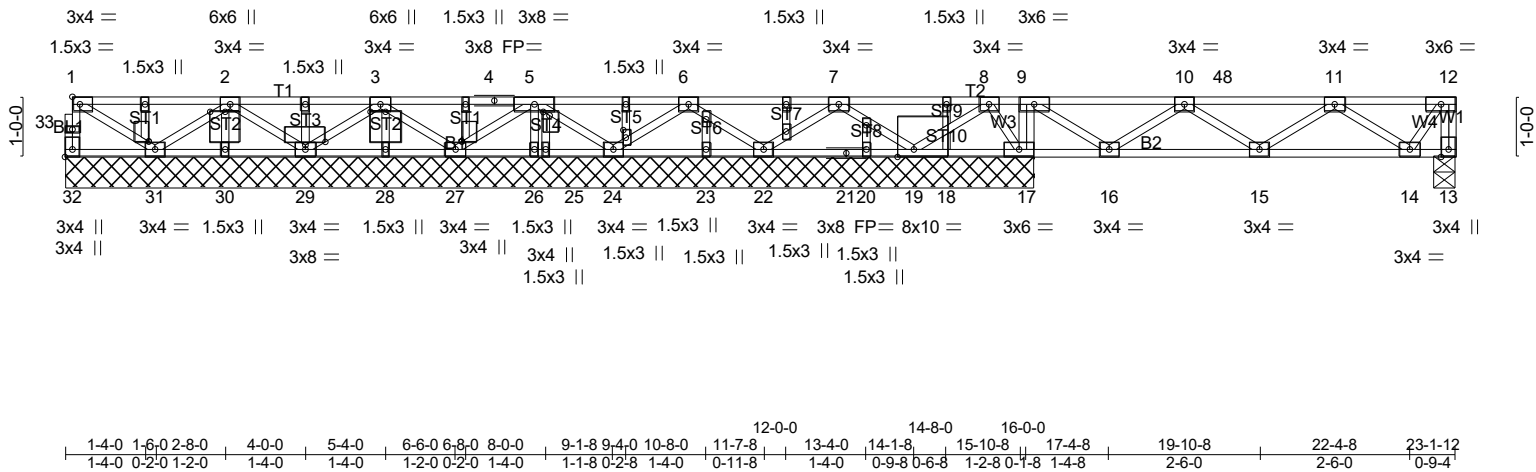 3x4 = 6x6 || 6x6 || 1.5x3 || 3x8 = 1.5x3 || 1.5x3 || 3x6 =
1.5x3 = 3x4 = 3x4 = 3x8 FP= 3x4 = 3x4 = 3x4 = 3x4 = 3x4 = 3x6 =
1.5x3 || 1.5x3 || 1.5x3 ||
1 2 3 4 5 6 7 8 9 10 48 11 12
T1 T2
1-0-0
33
BL1
ST1 ST2 ST3 ST2 ST1 ST4 ST5 ST6 ST7 ST8 ST9 ST10 W3 W4 W1
B2
1-0-0
32 31 30 29 28 27 26 25 24 23 22 21 20 19 18 17 16 15 14 13
3x4 || 3x4 = 1.5x3 || 3x4 = 1.5x3 || 3x4 = 1.5x3 || 3x4 = 1.5x3 || 3x4 = 3x8 FP= 8x10 = 3x6 = 3x4 = 3x4 = 3x4 ||
3x4 || 3x8 = 3x4 || 3x4 || 1.5x3 || 1.5x3 || 1.5x3 || 1.5x3 || 3x4 =
1.5x3 || 1.5x3 ||
12-0-0
14-8-0 16-0-0
1-4-0 1-6-0 2-8-0 4-0-0 5-4-0 6-6-0 6-8-0 8-0-0 9-1-8 9-4-0 10-8-0 11-7-8 13-4-0 14-1-8 15-10-8 17-4-8 19-10-8 22-4-8 23-1-12
1-4-0 0-2-0 1-2-0 1-4-0 1-4-0 1-2-0 0-2-0 1-4-0 1-1-8 0-2-8 1-4-0 0-11-8 1-4-0 0-9-8 0-6-8 1-2-8 0-1-8 1-4-8 2-6-0 2-6-0 0-9-4